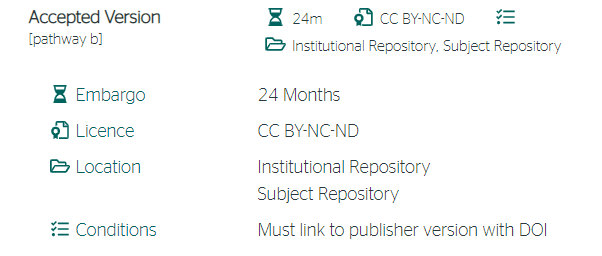 Accepted Version
24m CC BY-NC-ND
[pathway b]
Institutional Repository, Subject Repository
Embargo 24 Months
Licence CC BY-NC-ND
Location Institutional Repository
Subject Repository
Conditions Must link to publisher version with DOI